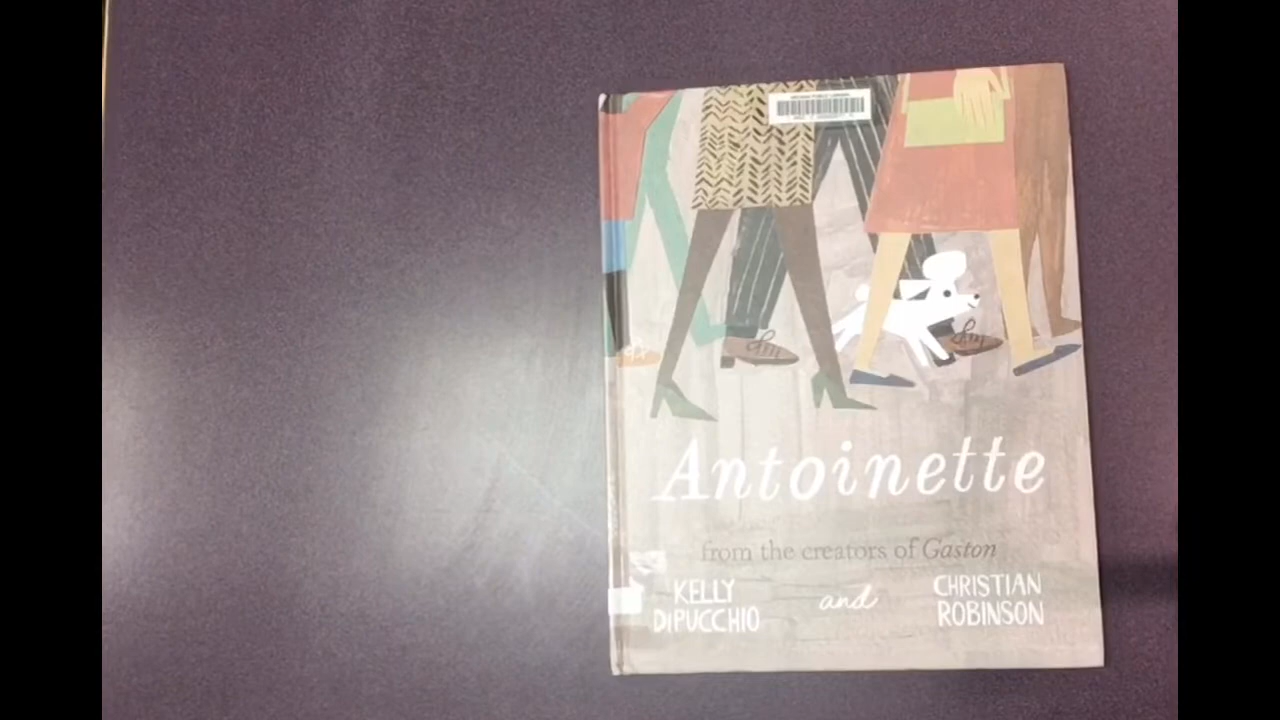 Antoinette
from the creators of Gaston
KELLY
DiPUCCHIO
and
CHRISTIAN
ROBINSON